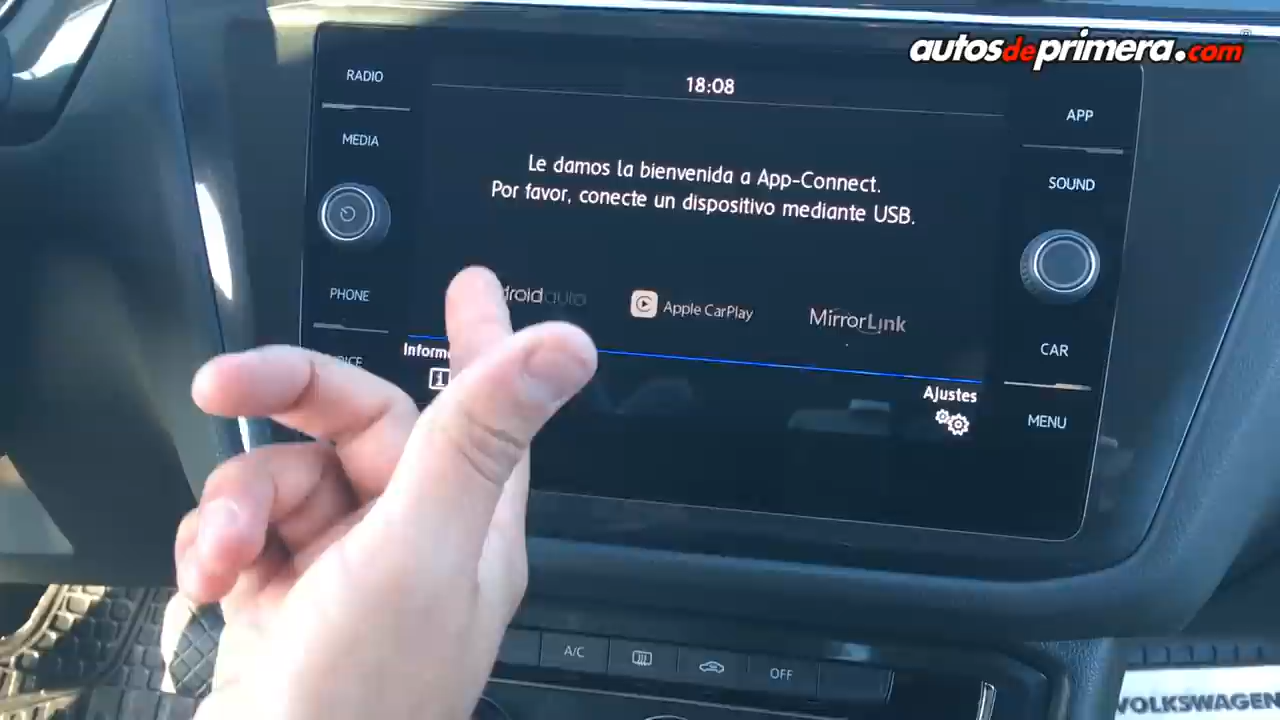 autosdeprimera.com
RADIO
MEDIA
PHONE
18:08
Le damos la bienvenida a App-Connect.
Por favor, conecte un dispositivo mediante USB.
Apple CarPlay
MirrorLink
Ajustes
APP
SOUND
CAR
MENU
A/C
OFF
VOLKSWAGEN